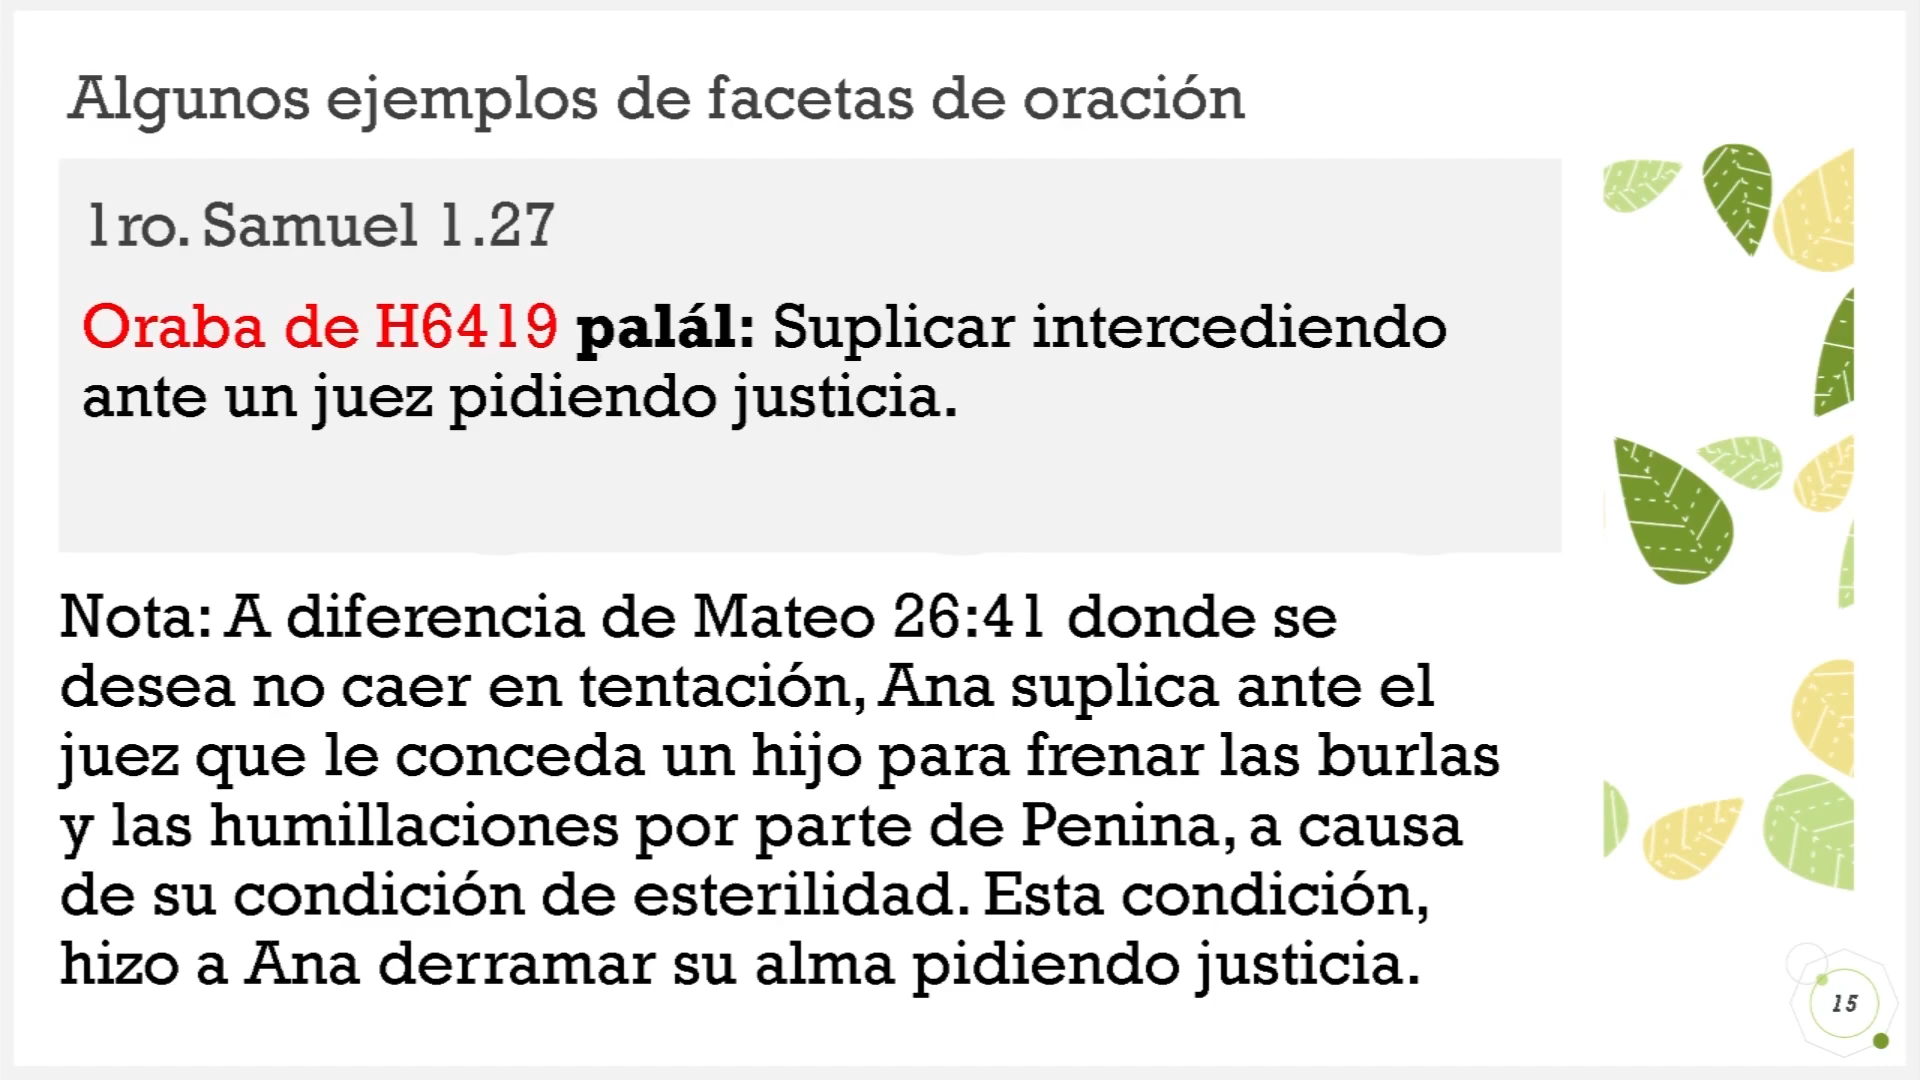 Algunos ejemplos de facetas de oración
1ro. Samuel 1.27
Oraba de H6419 palál: Suplicar intercediendo
ante un juez pidiendo justicia.
Nota: A diferencia de Mateo 26:41 donde se
desea no caer en tentación, Ana suplica ante el
juez que le conceda un hijo para frenar las burlas
y las humillaciones por parte de Penina, a causa
de su condición de esterilidad. Esta condición,
hizo a Ana derramar su alma pidiendo justicia.
15